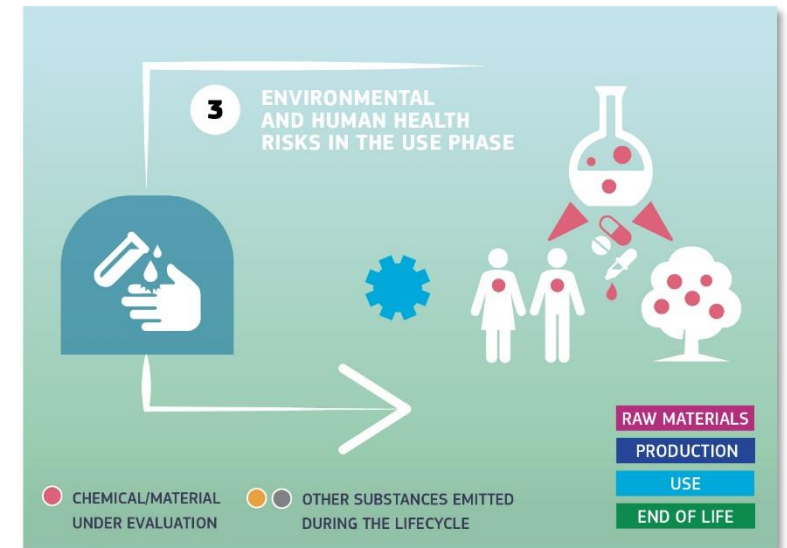 3
ENVIRONMENTAL
AND HUMAN HEALTH
RISKS IN THE USE PHASE
RAW MATERIALS
PRODUCTION
USE
END OF LIFE
CHEMICAL/MATERIAL
UNDER EVALUATION
OTHER SUBSTANCES EMITTED
DURING THE LIFECYCLE